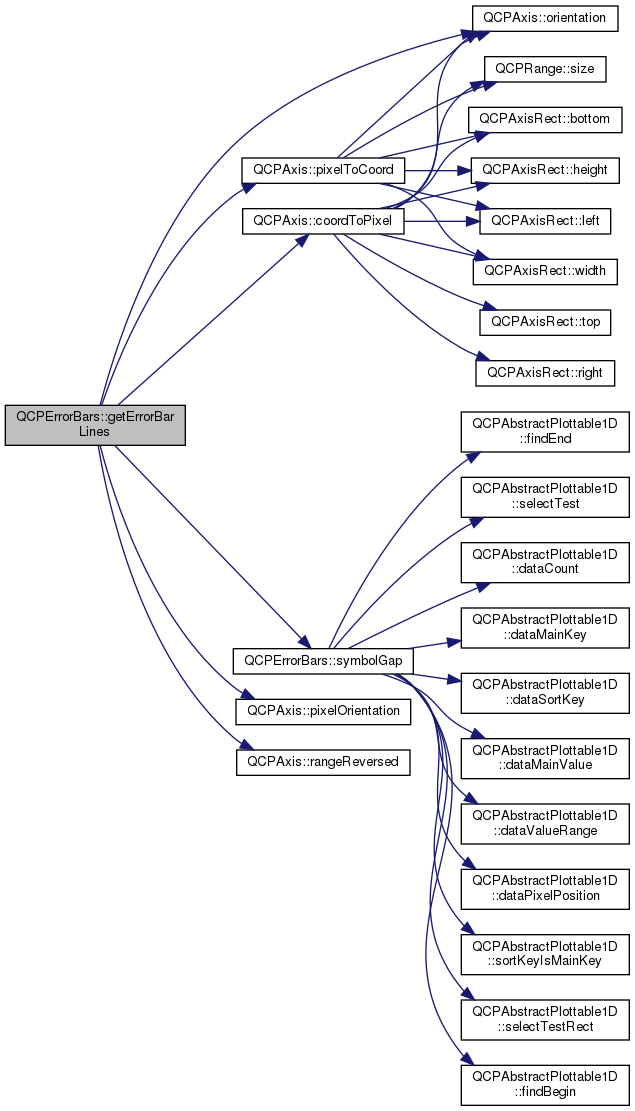 QCPAxis::orientation
QCPRange::size
QCPAxisRect::bottom
QCPAxis::pixelToCoord
QCPAxisRect::height
QCPAxis::coordToPixel
QCPAxisRect::left
QCPAxisRect::width
QCPAxisRect::top
QCPAxisRect::right
QCPErrorBars::getErrorBar
Lines
QCPAbstractPlottable1D
::findEnd
QCPAbstractPlottable1D
::selectTest
QCPAbstractPlottable1D
::dataCount
QCPAbstractPlottable1D
::dataMainKey
QCPErrorBars::symbolGap
QCPAbstractPlottable1D
::dataSortKey
QCPAxis::pixelOrientation
QCPAbstractPlottable1D
::dataMainValue
QCPAxis::rangeReversed
QCPAbstractPlottable1D
::dataValueRange
QCPAbstractPlottable1D
::dataPixelPosition
QCPAbstractPlottable1D
::sortKeyIsMainKey
QCPAbstractPlottable1D
::selectTestRect
QCPAbstractPlottable1D
::findBegin